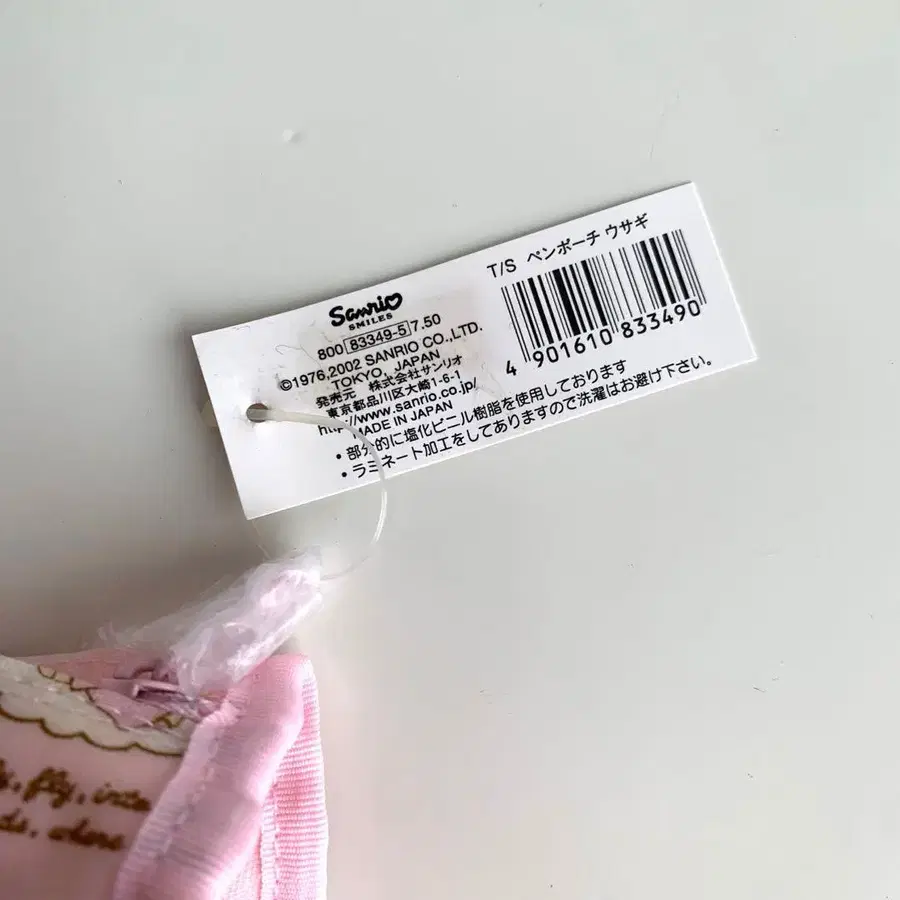 Sanrio
SMILES
800 83349-5 7.50
©1976,2002 SANRIO CO.,LTD.
TOKYO, JAPAN
発売元 株式会社サンリオ
東京都品川区大崎1-6-1
http://www.sanrio.co.jp/
MADE IN JAPAN
T/S ペンポーチ ウサギ
4 901610 833490
・部分的に塩化ビニル樹脂を使用しております
・ラミネート加工をしてありますので洗濯はお避け下さい。
fly, into